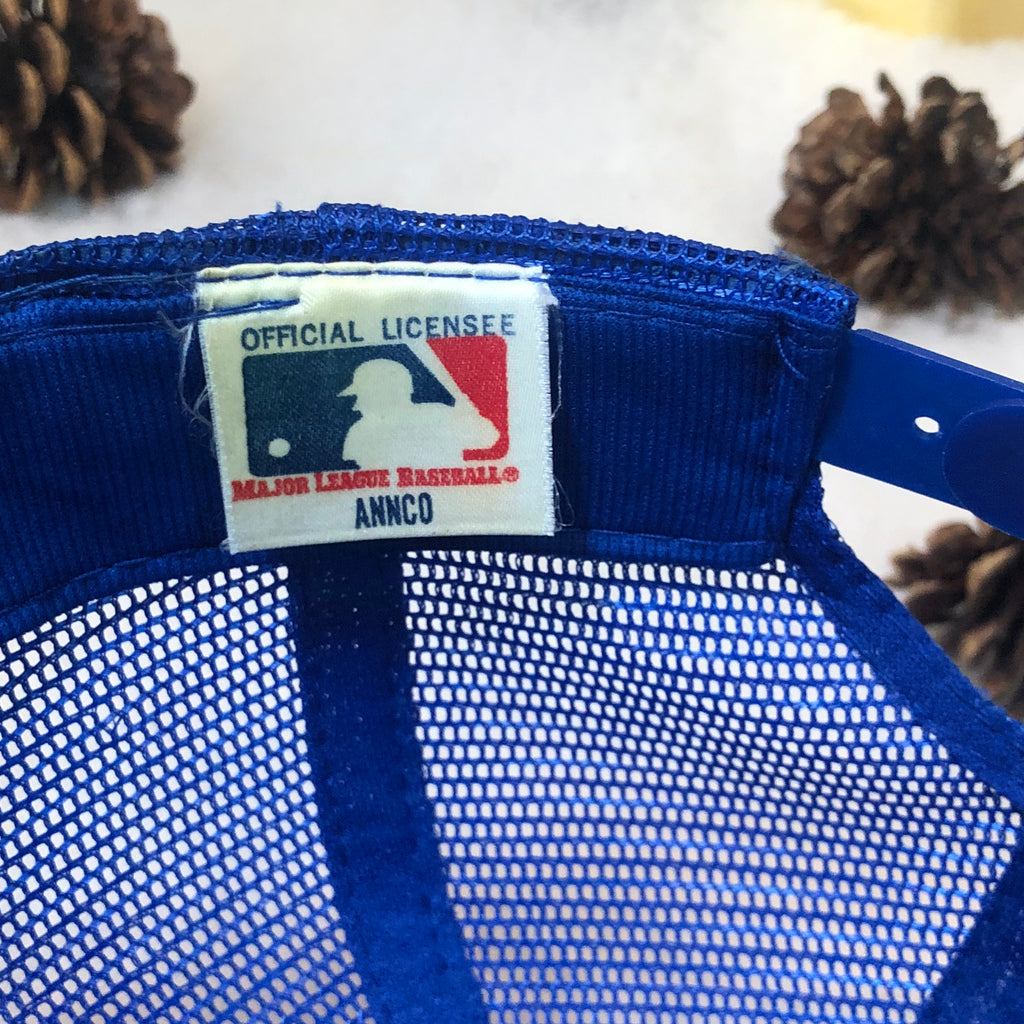 OFFICIAL LICENSEE
MAJOR LEAGUE BASEBALL®
ANNCO